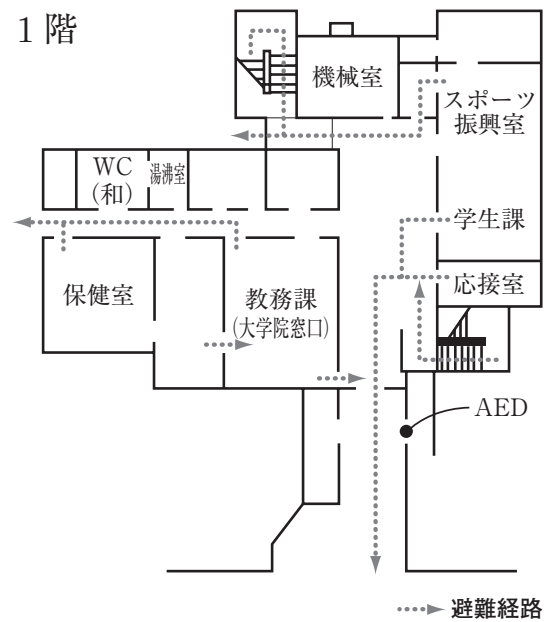 1 階
機械室
スポーツ
振興室
WC
(和)
湯沸室
学生課
保健室
教務課
(大学院窓口)
応接室
AED
避難経路